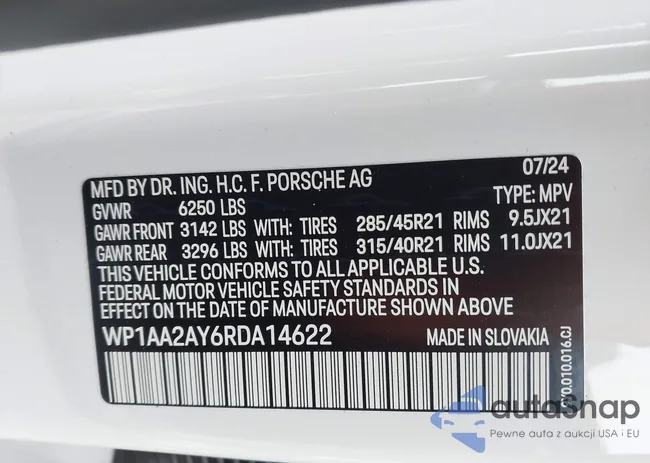 MFD BY DR. ING. H.C. F. PORSCHE AG 07/24
GVWR 6250 LBS TYPE: MPV
GAWR FRONT 3142 LBS WITH: TIRES 285/45R21 RIMS 9.5JX21
GAWR REAR 3296 LBS WITH: TIRES 315/40R21 RIMS 11.0JX21
THIS VEHICLE CONFORMS TO ALL APPLICABLE U.S.
FEDERAL MOTOR VEHICLE SAFETY STANDARDS IN
EFFECT ON THE DATE OF MANUFACTURE SHOWN ABOVE
WP1AA2AY6RDA14622 MADE IN SLOVAKIA
autosnap
Pewne auta z aukcji USA i EU